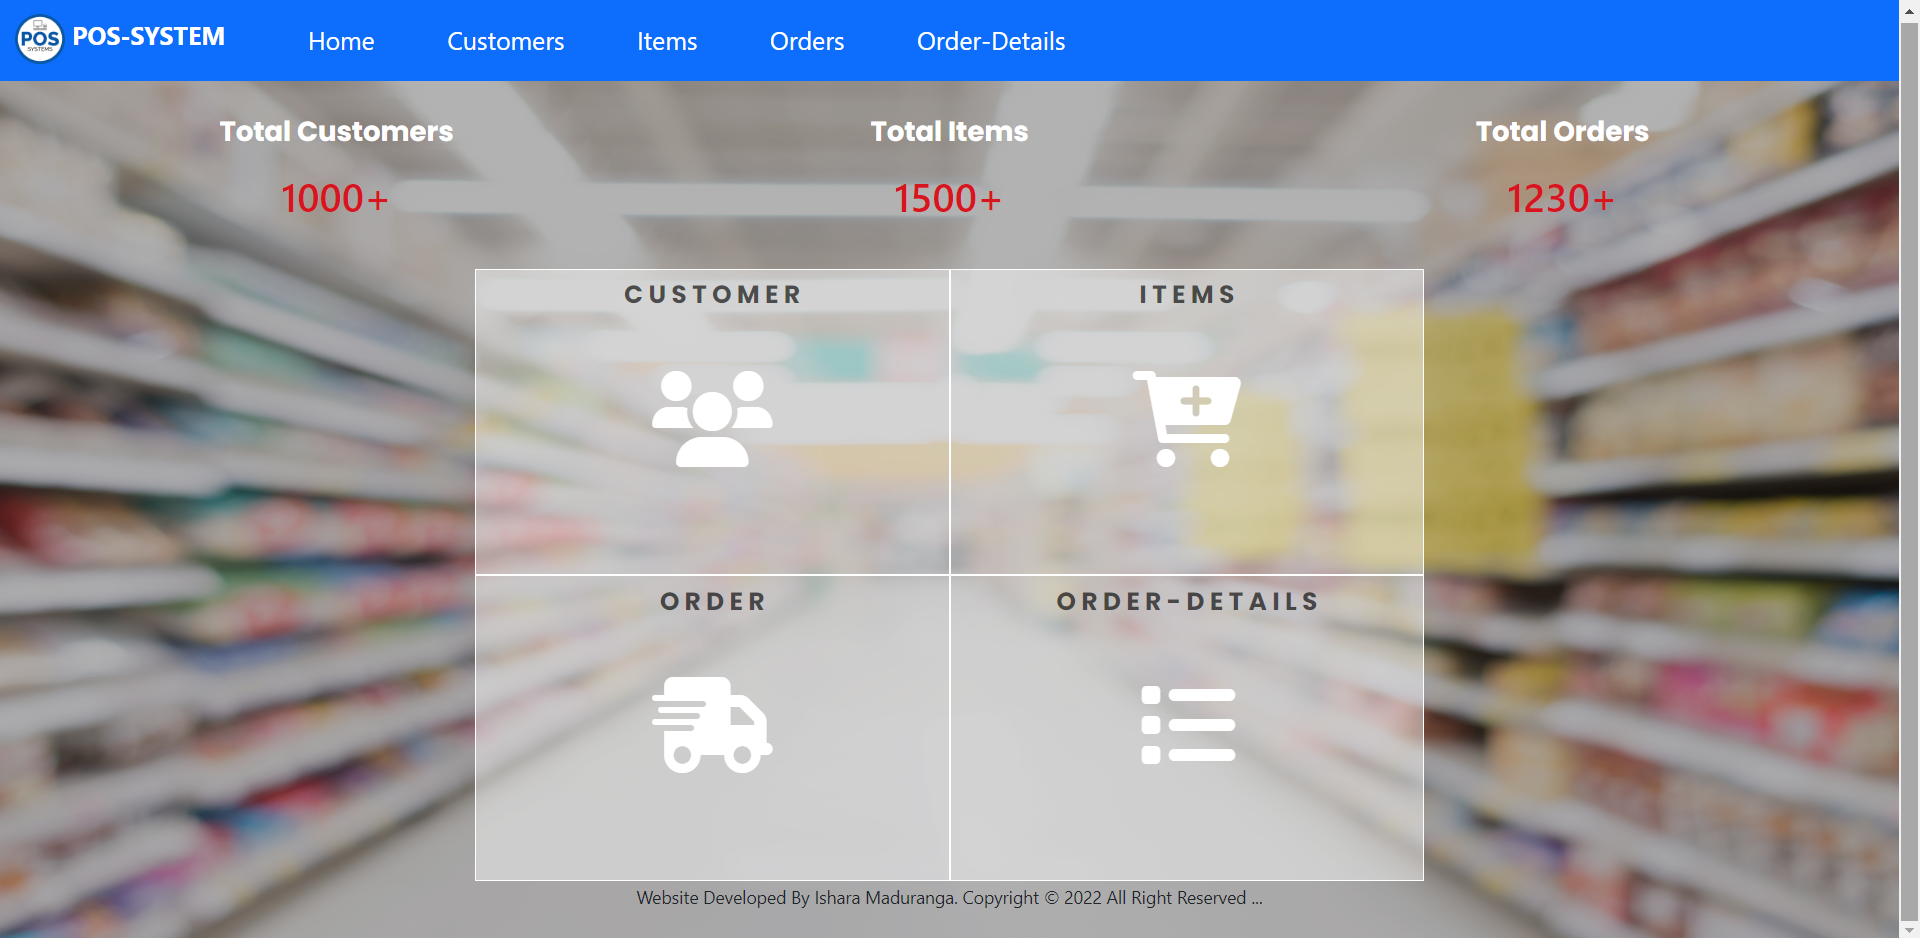 POS
SYSTEMS
POS-SYSTEM
Home
Customers
Items
Orders
Order-Details
Total Customers
Total Items
Total Orders
1000+
1500+
1230+
CUSTOMER
ITEMS
ORDER
ORDER-DETAILS
Website Developed By Ishara Maduranga. Copyright © 2022 All Right Reserved ...